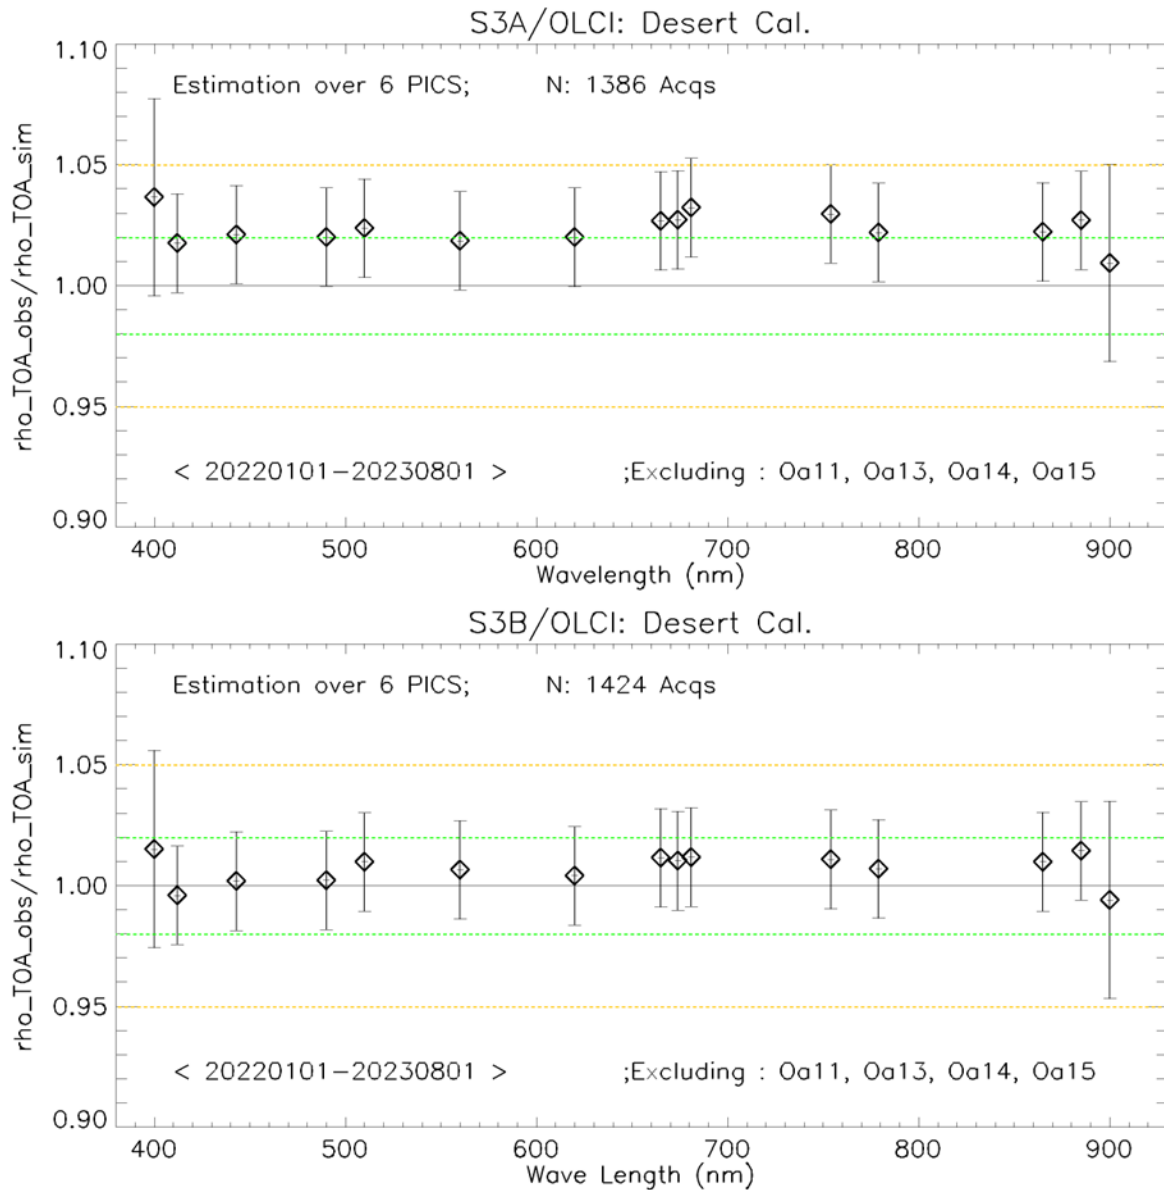 S3A/OLCI: Desert Cal.
1.10
Estimation over 6 PICS; N: 1386 Acqs
1.05
1.00
0.95
rho_TOA_obs/rho_TOA_sim
< 20220101-20230801 > ;Excluding : Oa11, Oa13, Oa14, Oa15
0.90
400 500 600 700 800 900
Wavelength (nm)
S3B/OLCI: Desert Cal.
1.10
Estimation over 6 PICS; N: 1424 Acqs
1.05
1.00
0.95
rho_TOA_obs/rho_TOA_sim
< 20220101-20230801 > ;Excluding : Oa11, Oa13, Oa14, Oa15
0.90
400 500 600 700 800 900
Wave Length (nm)